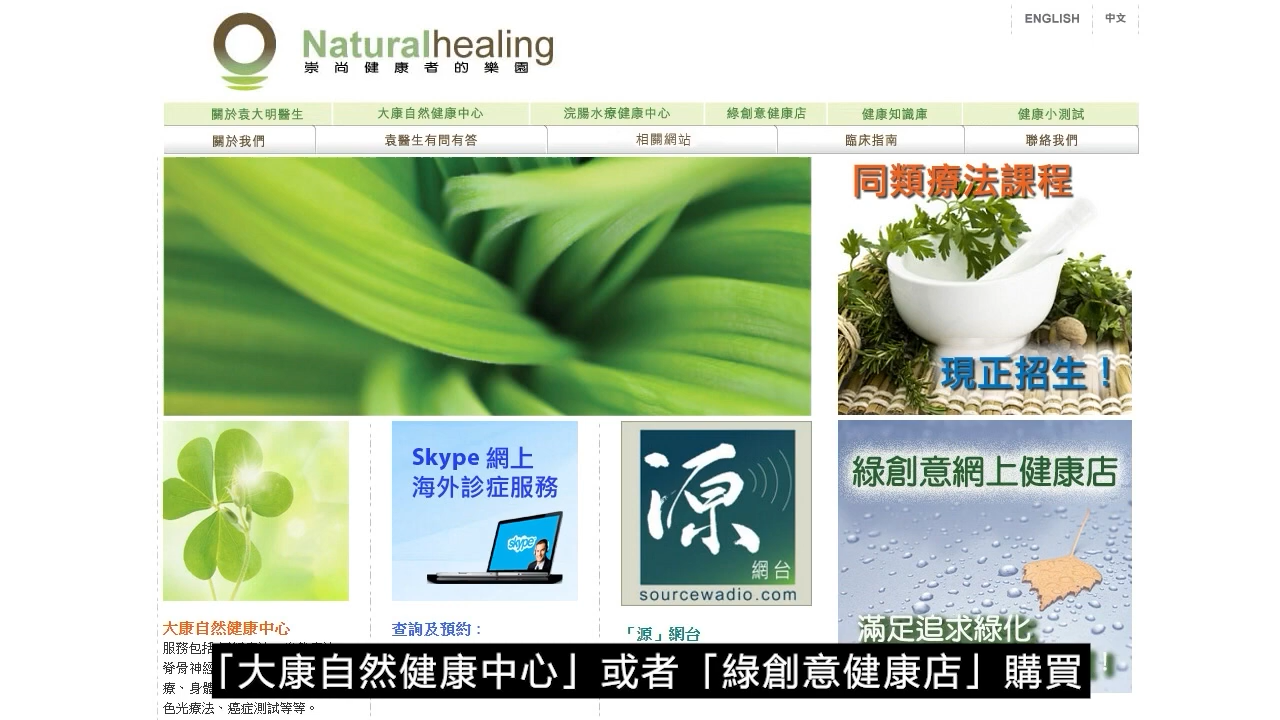 ENGLISH
中文
Naturalhealing
崇尚健康者的樂園
關於袁大明醫生
大康自然健康中心
浣腸水療健康中心
綠創意健康店
健康知識庫
健康小測試
關於我們
袁醫生有問有答
相關網站
臨床指南
聯絡我們
同類療法課程
現正招生！
Skype 網上
海外診症服務
skype
源
網台
sourcewadio.com
綠創意網上健康店
滿足追求綠化
大康自然健康中心
服務包括
脊骨神經
療、身體
色光療法、癌症測試等等。
查詢及預約：
「源」網台
「大康自然健康中心」或者「綠創意健康店」購買